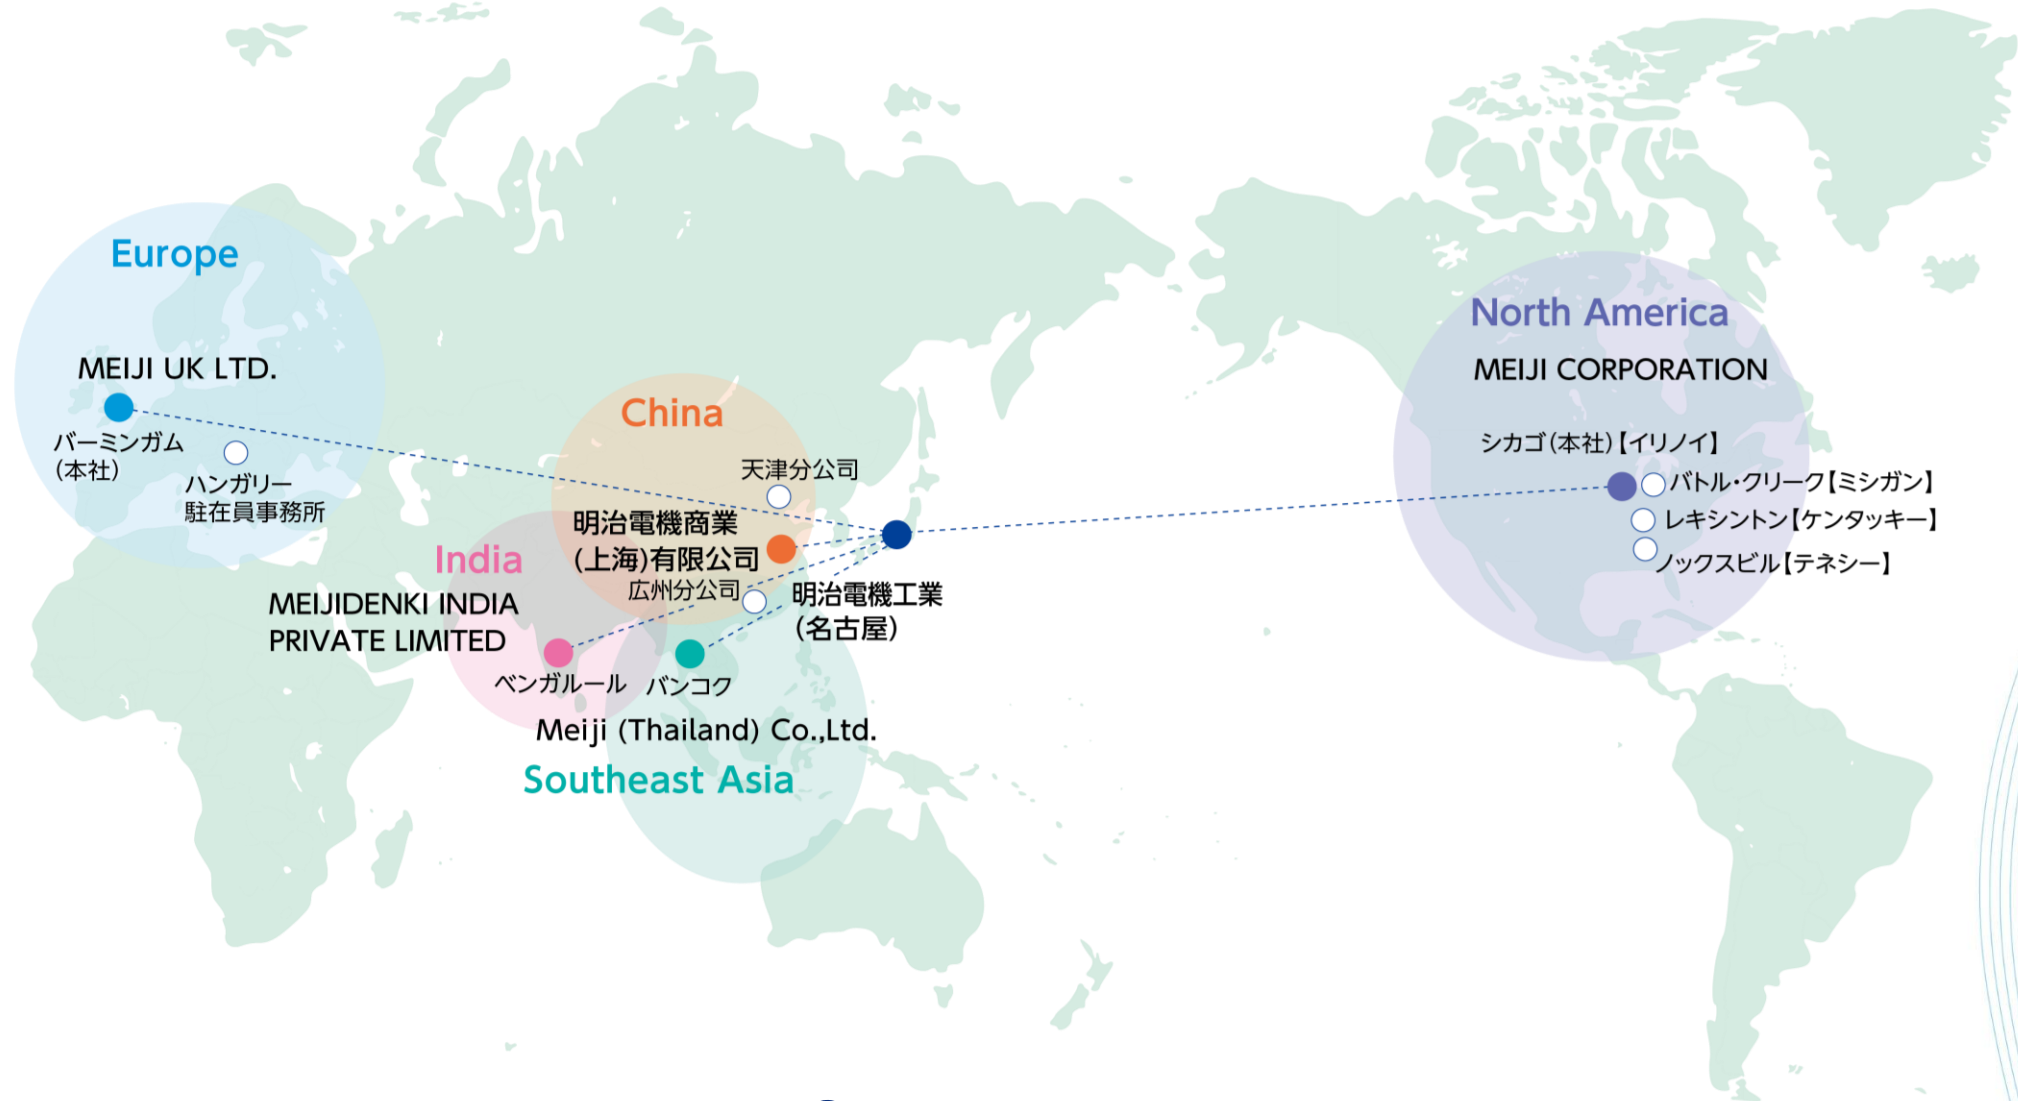 Europe
MEIJI UK LTD.
バーミンガム
(本社)
ハンガリー
駐在員事務所
China
天津分公司
明治電機商業
(上海)有限公司
広州分公司
India
MEIJIDENKI INDIA
PRIVATE LIMITED
ベンガルール
バンコク
Meiji (Thailand) Co.,Ltd.
Southeast Asia
明治電機工業
(名古屋)
North America
MEIJI CORPORATION
シカゴ(本社)【イリノイ】
バトル・クリーク【ミシガン】
レキシントン【ケンタッキー】
ノックスビル【テネシー】